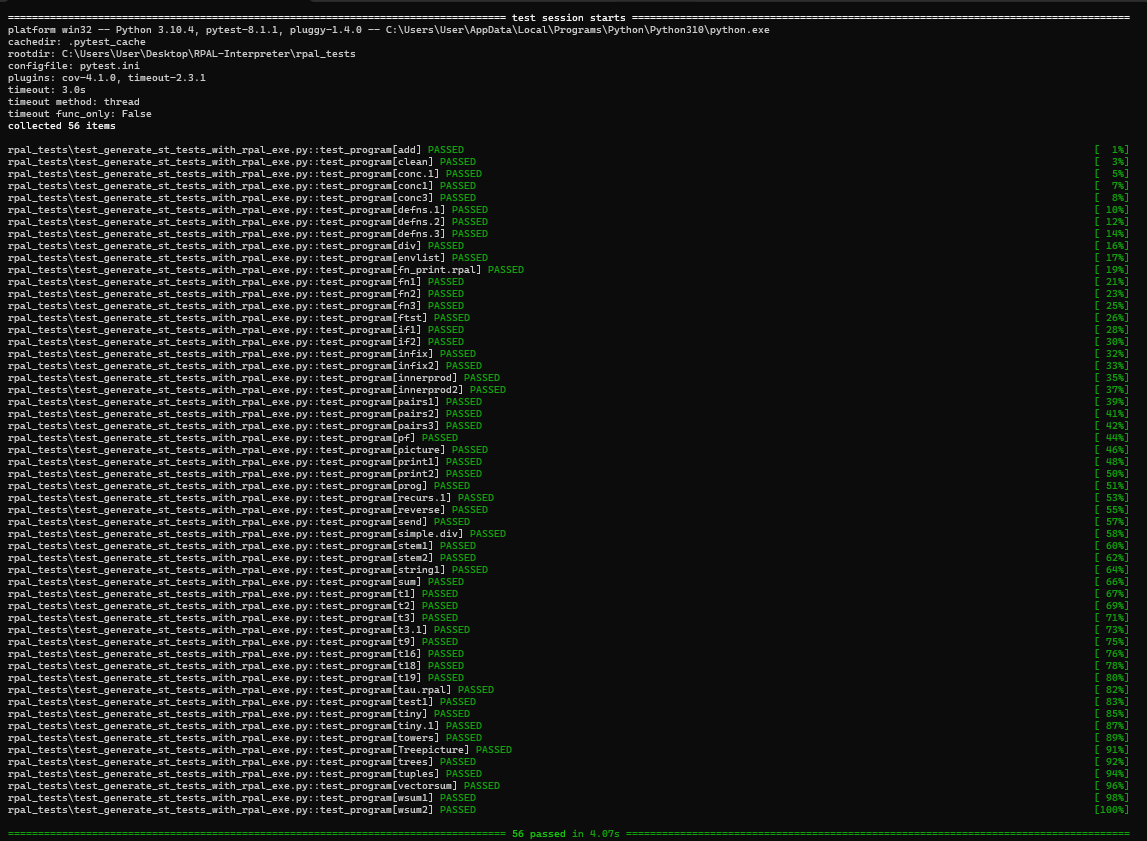 ============================= test session starts =============================
platform win32 -- Python 3.10.4, pytest-8.1.1, pluggy-1.4.0 -- C:\Users\User\AppData\Local\Programs\Python\Python310\python.exe
cachedir: .pytest_cache
rootdir: C:\Users\User\Desktop\RPAL-Interpreter\rpal_tests
configfile: pytest.ini
plugins: cov-4.1.0, timeout-2.3.1
timeout: 3.0s
timeout method: thread
timeout func_only: False
collected 56 items
rpal_tests\test_generate_st_tests_with_rpal_exe.py::test_program[add] PASSED [  1%]
rpal_tests\test_generate_st_tests_with_rpal_exe.py::test_program[clean] PASSED [  3%]
rpal_tests\test_generate_st_tests_with_rpal_exe.py::test_program[conc.1] PASSED [  5%]
rpal_tests\test_generate_st_tests_with_rpal_exe.py::test_program[conc1] PASSED [  7%]
rpal_tests\test_generate_st_tests_with_rpal_exe.py::test_program[conc3] PASSED [  8%]
rpal_tests\test_generate_st_tests_with_rpal_exe.py::test_program[defns.1] PASSED [ 10%]
rpal_tests\test_generate_st_tests_with_rpal_exe.py::test_program[defns.2] PASSED [ 12%]
rpal_tests\test_generate_st_tests_with_rpal_exe.py::test_program[defns.3] PASSED [ 14%]
rpal_tests\test_generate_st_tests_with_rpal_exe.py::test_program[div] PASSED [ 16%]
rpal_tests\test_generate_st_tests_with_rpal_exe.py::test_program[envlist] PASSED [ 17%]
rpal_tests\test_generate_st_tests_with_rpal_exe.py::test_program[fn_print.rpal] PASSED [ 19%]
rpal_tests\test_generate_st_tests_with_rpal_exe.py::test_program[fn1] PASSED [ 21%]
rpal_tests\test_generate_st_tests_with_rpal_exe.py::test_program[fn2] PASSED [ 23%]
rpal_tests\test_generate_st_tests_with_rpal_exe.py::test_program[fn3] PASSED [ 25%]
rpal_tests\test_generate_st_tests_with_rpal_exe.py::test_program[ftst] PASSED [ 26%]
rpal_tests\test_generate_st_tests_with_rpal_exe.py::test_program[if1] PASSED [ 28%]
rpal_tests\test_generate_st_tests_with_rpal_exe.py::test_program[if2] PASSED [ 30%]
rpal_tests\test_generate_st_tests_with_rpal_exe.py::test_program[infix] PASSED [ 32%]
rpal_tests\test_generate_st_tests_with_rpal_exe.py::test_program[infix2] PASSED [ 33%]
rpal_tests\test_generate_st_tests_with_rpal_exe.py::test_program[innerprod] PASSED [ 35%]
rpal_tests\test_generate_st_tests_with_rpal_exe.py::test_program[innerprod2] PASSED [ 37%]
rpal_tests\test_generate_st_tests_with_rpal_exe.py::test_program[pairs1] PASSED [ 39%]
rpal_tests\test_generate_st_tests_with_rpal_exe.py::test_program[pairs2] PASSED [ 41%]
rpal_tests\test_generate_st_tests_with_rpal_exe.py::test_program[pairs3] PASSED [ 42%]
rpal_tests\test_generate_st_tests_with_rpal_exe.py::test_program[pf] PASSED [ 44%]
rpal_tests\test_generate_st_tests_with_rpal_exe.py::test_program[picture] PASSED [ 46%]
rpal_tests\test_generate_st_tests_with_rpal_exe.py::test_program[print1] PASSED [ 48%]
rpal_tests\test_generate_st_tests_with_rpal_exe.py::test_program[print2] PASSED [ 50%]
rpal_tests\test_generate_st_tests_with_rpal_exe.py::test_program[prog] PASSED [ 51%]
rpal_tests\test_generate_st_tests_with_rpal_exe.py::test_program[recurs.1] PASSED [ 53%]
rpal_tests\test_generate_st_tests_with_rpal_exe.py::test_program[reverse] PASSED [ 55%]
rpal_tests\test_generate_st_tests_with_rpal_exe.py::test_program[send] PASSED [ 57%]
rpal_tests\test_generate_st_tests_with_rpal_exe.py::test_program[simple.div] PASSED [ 58%]
rpal_tests\test_generate_st_tests_with_rpal_exe.py::test_program[stem1] PASSED [ 60%]
rpal_tests\test_generate_st_tests_with_rpal_exe.py::test_program[stem2] PASSED [ 62%]
rpal_tests\test_generate_st_tests_with_rpal_exe.py::test_program[string1] PASSED [ 64%]
rpal_tests\test_generate_st_tests_with_rpal_exe.py::test_program[sum] PASSED [ 66%]
rpal_tests\test_generate_st_tests_with_rpal_exe.py::test_program[t1] PASSED [ 67%]
rpal_tests\test_generate_st_tests_with_rpal_exe.py::test_program[t2] PASSED [ 69%]
rpal_tests\test_generate_st_tests_with_rpal_exe.py::test_program[t3] PASSED [ 71%]
rpal_tests\test_generate_st_tests_with_rpal_exe.py::test_program[t3.1] PASSED [ 73%]
rpal_tests\test_generate_st_tests_with_rpal_exe.py::test_program[t9] PASSED [ 75%]
rpal_tests\test_generate_st_tests_with_rpal_exe.py::test_program[t16] PASSED [ 76%]
rpal_tests\test_generate_st_tests_with_rpal_exe.py::test_program[t18] PASSED [ 78%]
rpal_tests\test_generate_st_tests_with_rpal_exe.py::test_program[t19] PASSED [ 80%]
rpal_tests\test_generate_st_tests_with_rpal_exe.py::test_program[tau.rpal] PASSED [ 82%]
rpal_tests\test_generate_st_tests_with_rpal_exe.py::test_program[test1] PASSED [ 83%]
rpal_tests\test_generate_st_tests_with_rpal_exe.py::test_program[tiny] PASSED [ 85%]
rpal_tests\test_generate_st_tests_with_rpal_exe.py::test_program[tiny.1] PASSED [ 87%]
rpal_tests\test_generate_st_tests_with_rpal_exe.py::test_program[towers] PASSED [ 89%]
rpal_tests\test_generate_st_tests_with_rpal_exe.py::test_program[Treepicture] PASSED [ 91%]
rpal_tests\test_generate_st_tests_with_rpal_exe.py::test_program[trees] PASSED [ 92%]
rpal_tests\test_generate_st_tests_with_rpal_exe.py::test_program[tuples] PASSED [ 94%]
rpal_tests\test_generate_st_tests_with_rpal_exe.py::test_program[vectorsum] PASSED [ 96%]
rpal_tests\test_generate_st_tests_with_rpal_exe.py::test_program[wsum1] PASSED [ 98%]
rpal_tests\test_generate_st_tests_with_rpal_exe.py::test_program[wsum2] PASSED [100%]
============================= 56 passed in 4.07s =============================